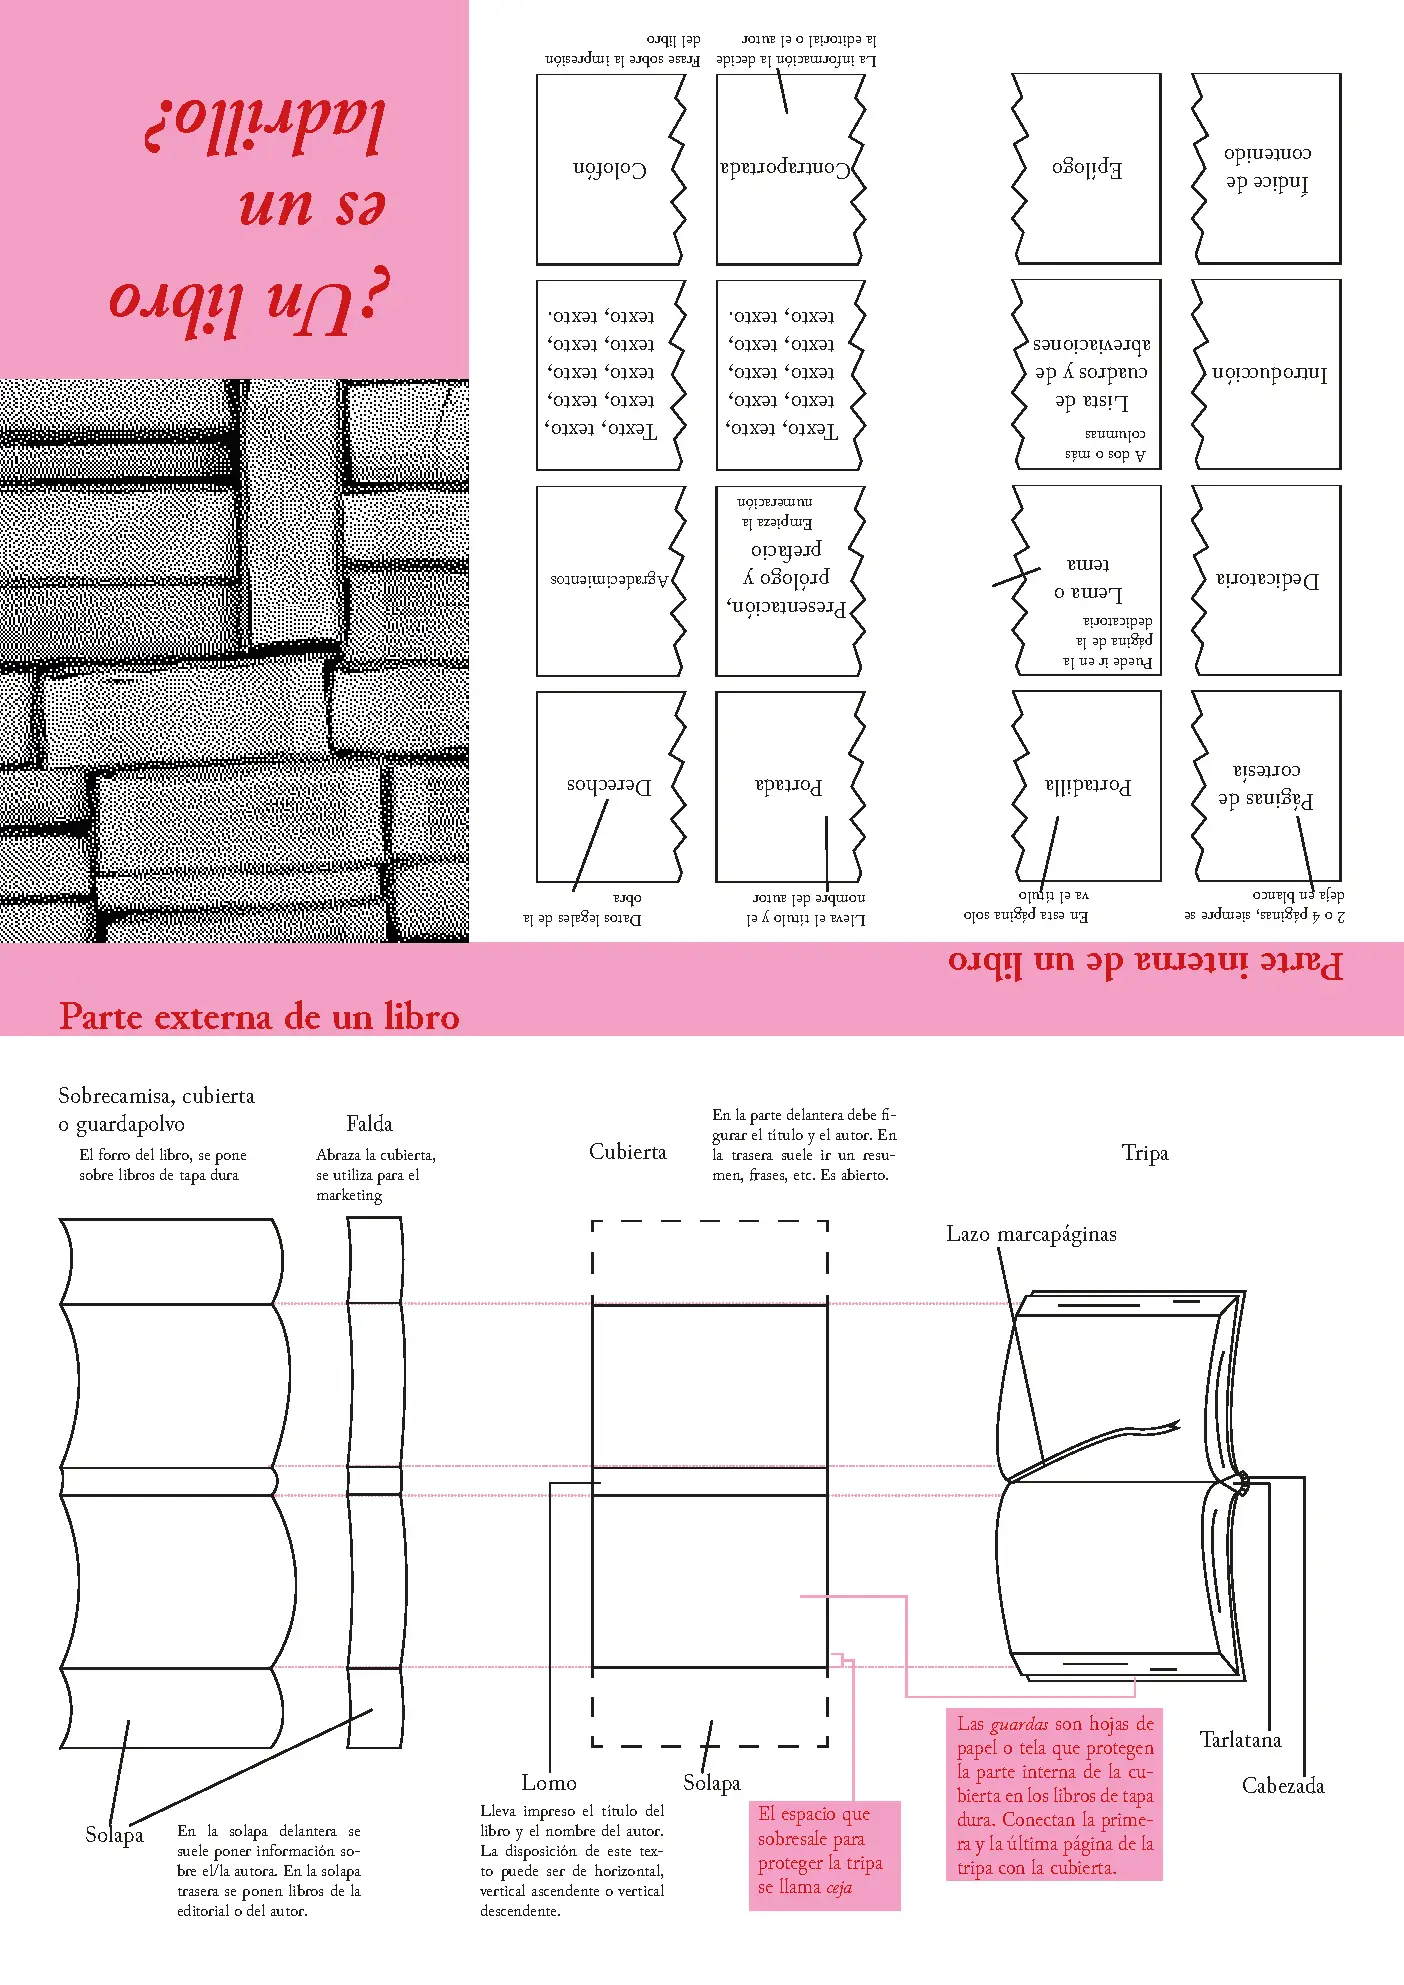 ¿Un libro
es un
ladrillo?
Parte interna de un libro
2 o 4 páginas, siempre se
deja en blanco
Páginas de
cortesía
En esta página solo
va el título
Portadilla
Lleva el título y el
nombre del autor
Portada
Datos legales de la
obra
Derechos
Dedicatoria
Puede ir en la
página de la
dedicatoria
Lema o
tema
Presentación,
prólogo y
prefacio
Empieza la
numeración
Agradecimientos
Introducción
A dos o más
columnas
Lista de
cuadros y de
abreviaciones
Texto, texto,
texto, texto,
texto, texto,
texto, texto,
texto, texto.
Texto, texto,
texto, texto,
texto, texto,
texto, texto,
texto, texto.
Índice de
contenido
Epílogo
Contraportada
La información la decide
la editorial o el autor
Colofón
Frase sobre la impresión
del libro
Parte externa de un libro
Sobrecamisa, cubierta
o guardapolvo
El forro del libro, se pone
sobre libros de tapa dura
Falda
Abraza la cubierta,
se utiliza para el
marketing
Cubierta
En la parte delantera debe fi-
gurar el título y el autor. En
la trasera suele ir un resu-
men, frases, etc. Es abierto.
Tripa
Lazo marcapáginas
Solapa
En la solapa delantera se
suele poner información so-
bre el/la autora. En la solapa
trasera se ponen libros de la
editorial o del autor.
Lomo
Lleva impreso el título del
libro y el nombre del autor.
La disposición de este tex-
to puede ser de horizontal,
vertical ascendente o vertical
descendente.
Solapa
El espacio que
sobresale para
proteger la tripa
se llama ceja
Las guardas son hojas de
papel o tela que protegen
la parte interna de la cu-
bierta en los libros de tapa
dura. Conectan la prime-
ra y la última página de la
tripa con la cubierta.
Tarlatana
Cabezada